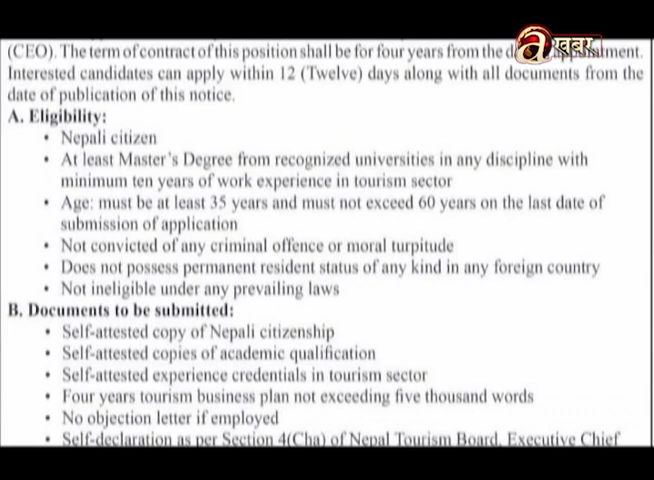 (CEO). The term of contract of this position shall be for four years from the
अखबर
Interested candidates can apply within 12 (Twelve) days along with all documents from the
date of publication of this notice.
A. Eligibility:
• Nepali citizen
• At least Master's Degree from recognized universities in any discipline with
minimum ten years of work experience in tourism sector
• Age: must be at least 35 years and must not exceed 60 years on the last date of
submission of application
• Not convicted of any criminal offence or moral turpitude
• Does not possess permanent resident status of any kind in any foreign country
• Not ineligible under any prevailing laws
B. Documents to be submitted:
• Self-attested copy of Nepali citizenship
• Self-attested copies of academic qualification
• Self-attested experience credentials in tourism sector
• Four years tourism business plan not exceeding five thousand words
• No objection letter if employed
• Self-declaration as per Section 4(Cha) of Nepal Tourism Board, Executive Chief